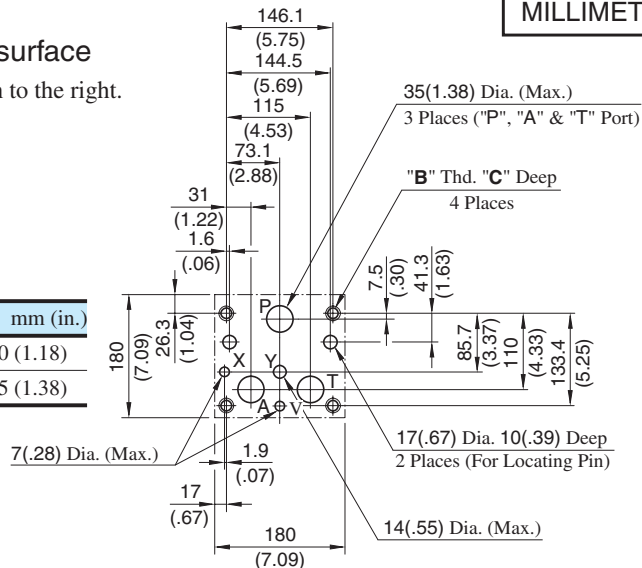 MILLIMET
surface
to the right.
146.1
(5.75)
144.5
(5.69)
115
(4.53)
73.1
(2.88)
31
(1.22)
1.6
(.06)
35(1.38) Dia. (Max.)
3 Places ("P", "A" & "T" Port)
"B" Thd. "C" Deep
4 Places
7.5
(.30)
41.3
(1.63)
mm (in.)
0 (1.18)
5 (1.38)
180
(7.09)
26.3
(1.04)
P
X
Y
T
A
V
85.7
(3.37)
110
(4.33)
133.4
(5.25)
7(.28) Dia. (Max.)
1.9
(.07)
17
(.67)
17(.67) Dia. 10(.39) Deep
2 Places (For Locating Pin)
14(.55) Dia. (Max.)
180
(7.09)